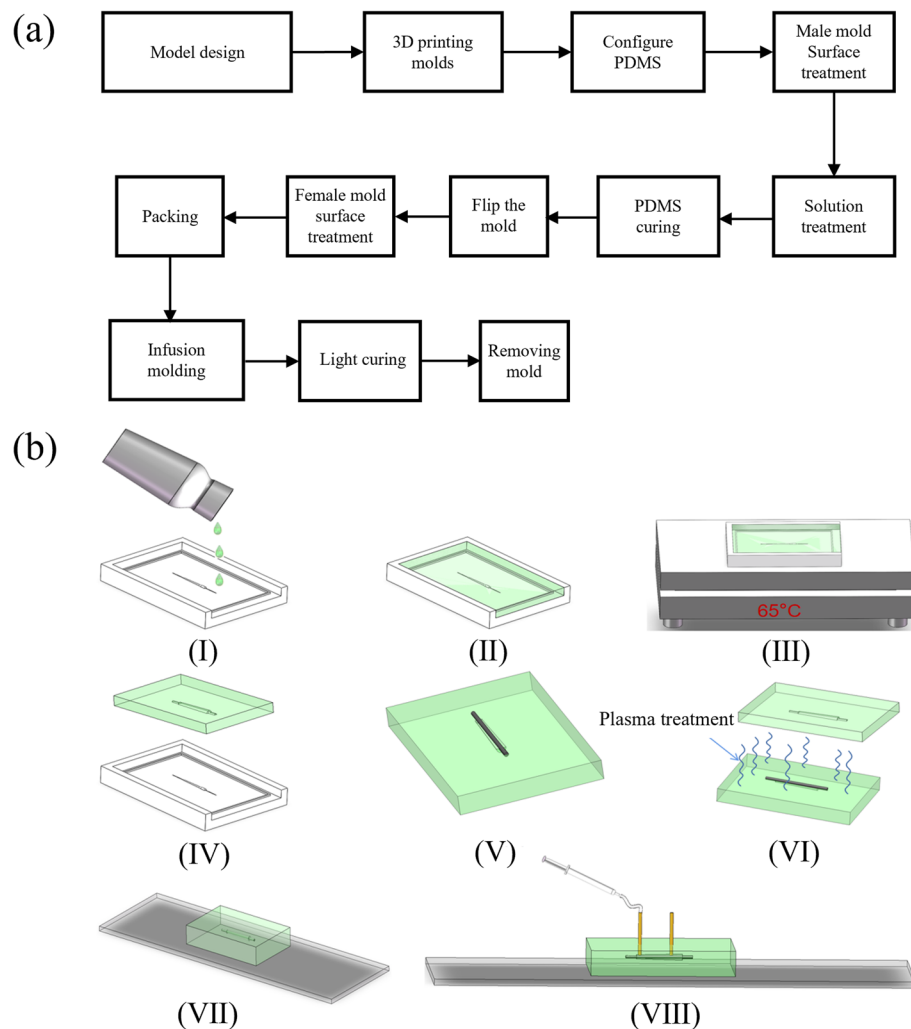 (a)
Model design
3D printing
molds
Configure
PDMS
Male mold
Surface
treatment
Solution
treatment
PDMS
curing
Flip the
mold
Female mold
surface
treatment
Packing
Infusion
molding
Light curing
Removing
mold
(b)
65°C
(I)
(II)
(III)
Plasma treatment
(IV)
(V)
(VI)
(VII)
(VIII)